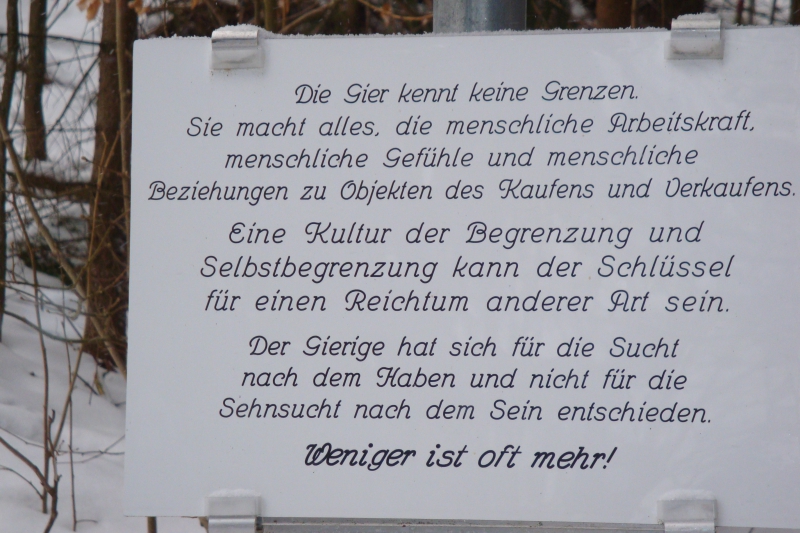 Die Gier kennt keine Grenzen.
Sie macht alles, die menschliche Arbeitskraft,
menschliche Gefühle und menschliche
Beziehungen zu Objekten des Kaufens und Verkaufens.
Eine Kultur der Begrenzung und
Selbstbegrenzung kann der Schlüssel
für einen Reichtum anderer Art sein.
Der Gierige hat sich für die Sucht
nach dem Haben und nicht für die
Sehnsucht nach dem Sein entschieden.
Weniger ist oft mehr!